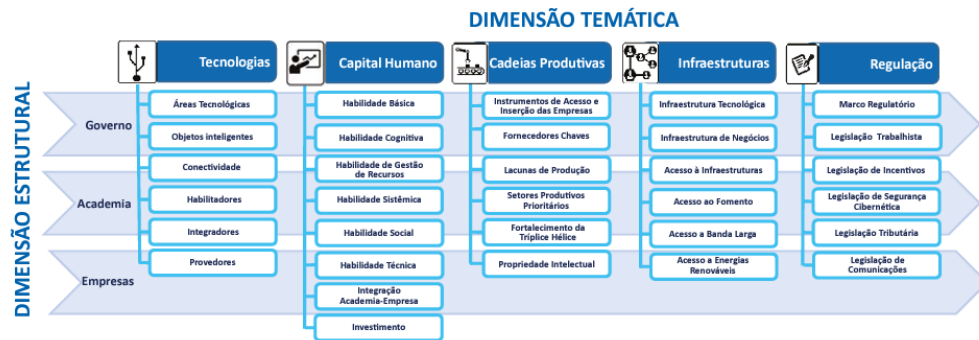 DIMENSÃO TEMÁTICA
DIMENSÃO ESTRUTURAL
Governo
Academia
Empresas
Tecnologias
Áreas Tecnológicas
Objetos inteligentes
Conectividade
Habilitadores
Integradores
Provedores
Capital Humano
Habilidade Básica
Habilidade Cognitiva
Habilidade de Gestão
de Recursos
Habilidade Sistêmica
Habilidade Social
Habilidade Técnica
Integração
Academia-Empresa
Investimento
Cadeias Produtivas
Instrumentos de Acesso e
Inserção das Empresas
Fornecedores Chaves
Lacunas de Produção
Setores Produtivos
Prioritários
Fortalecimento da
Tríplice Hélice
Propriedade Intelectual
Infraestruturas
Infraestrutura Tecnológica
Infraestrutura de Negócios
Acesso à Infraestruturas
Acesso ao Fomento
Acesso a Banda Larga
Acesso a Energias
Renováveis
Regulação
Marco Regulatório
Legislação Trabalhista
Legislação de Incentivos
Legislação de Segurança
Cibernética
Legislação Tributária
Legislação de
Comunicações